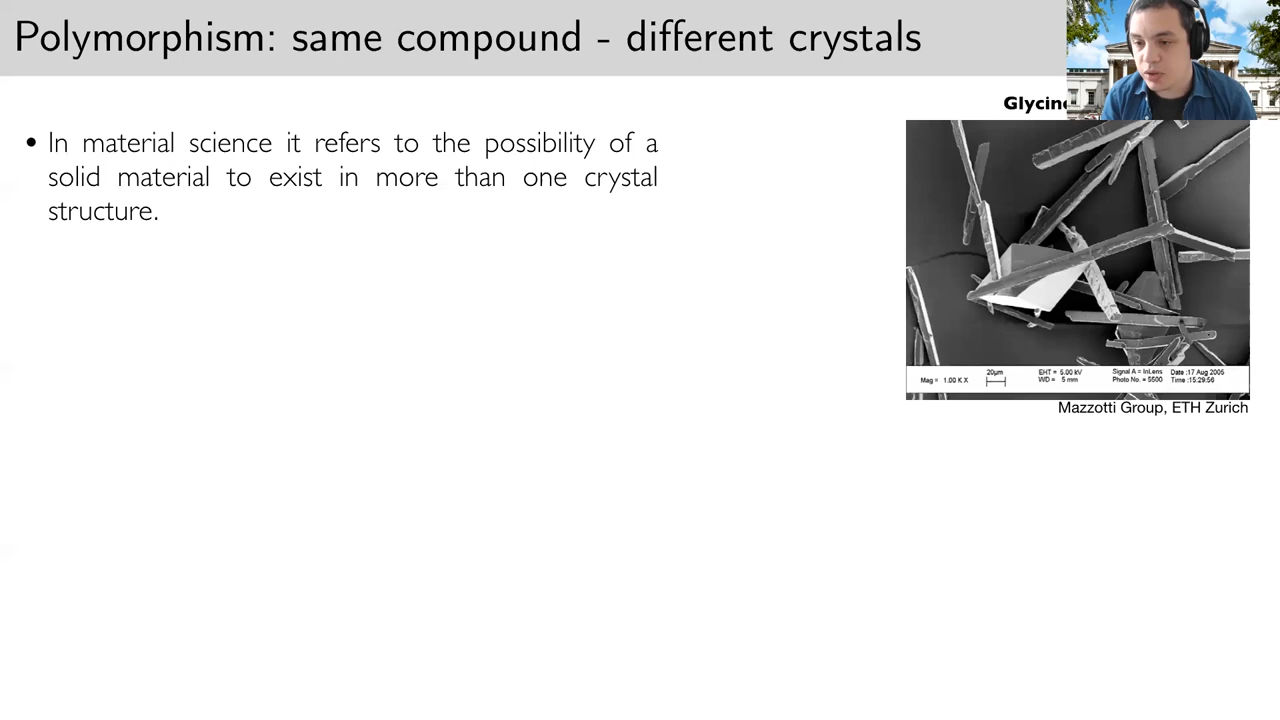 Polymorphism: same compound - different crystals
Glycine
• In material science it refers to the possibility of a
solid material to exist in more than one crystal
structure.
Mag = 1.00 K X
20µm
EHT = 5.00 kV
WD = 5 mm
Signal A = InLens
Photo No. = 5500
Date :17 Aug 2005
Time :15:29:56
Mazzotti Group, ETH Zurich